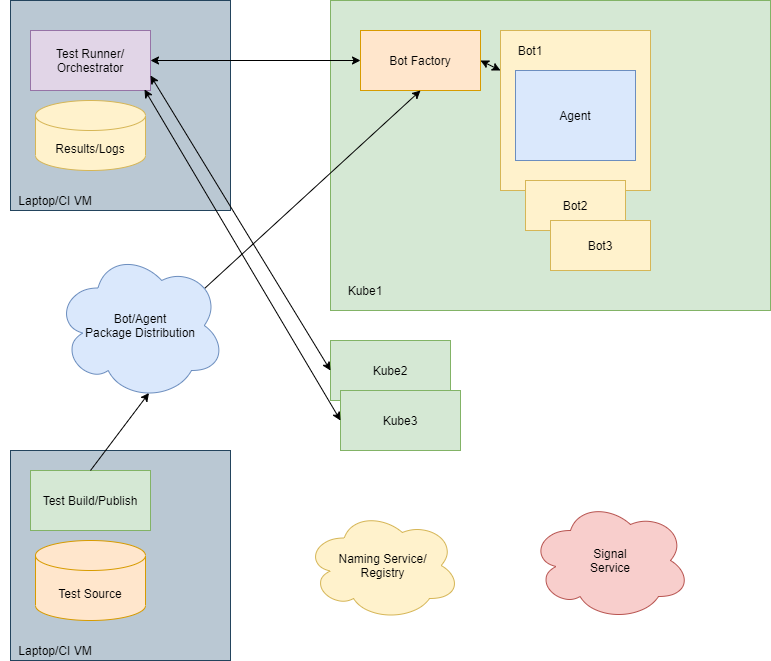 Test Runner/
Orchestrator
Results/Logs
Laptop/CI VM
Bot Factory
Bot1
Agent
Bot2
Bot3
Kube1
Bot/Agent
Package Distribution
Kube2
Kube3
Test Build/Publish
Test Source
Laptop/CI VM
Naming Service/
Registry
Signal
Service